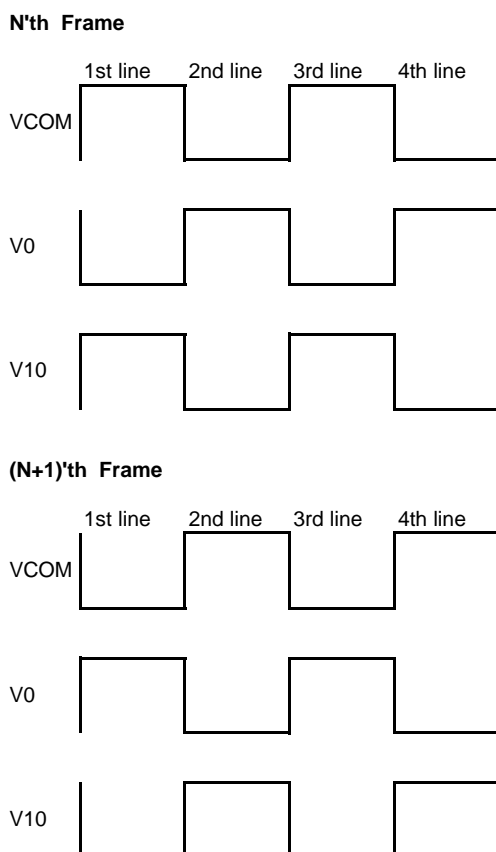 N'th Frame
1st line 2nd line 3rd line 4th line
VCOM
V0
V10
(N+1)'th Frame
1st line 2nd line 3rd line 4th line
VCOM
V0
V10